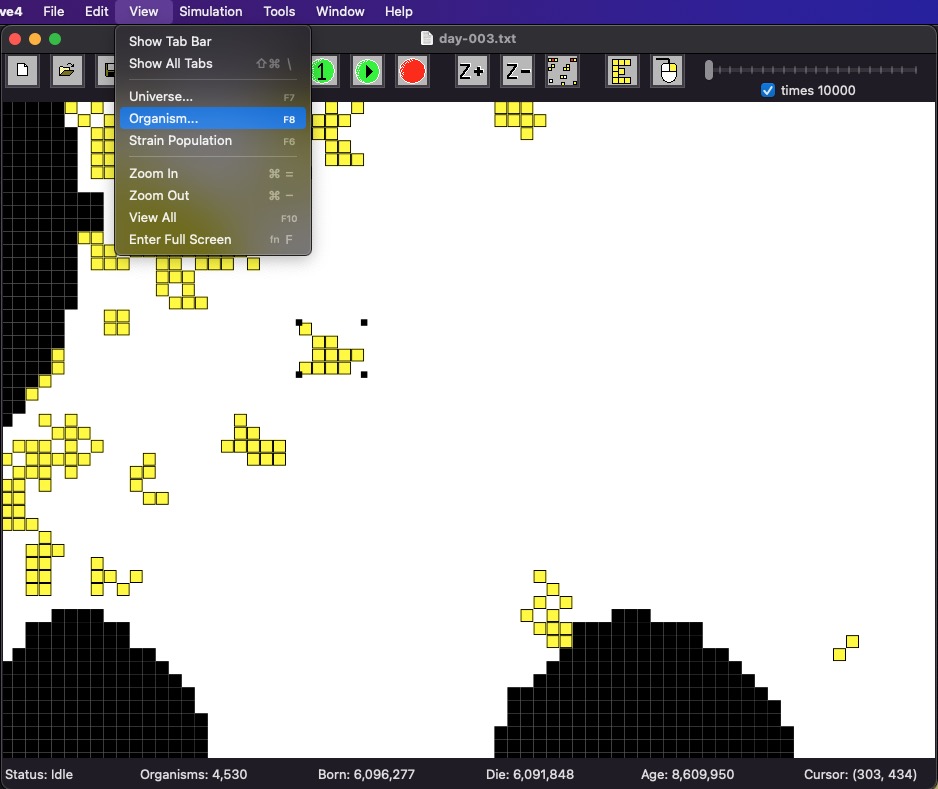 ve4 File Edit View Simulation Tools Window Help
day-003.txt
1 Z+ Z- E
times 10000
Show Tab Bar
Show All Tabs ⇧⌘ \
Universe... F7
Organism... F8
Strain Population F6
Zoom In ⌘ =
Zoom Out ⌘ −
View All F10
Enter Full Screen fn F
Status: Idle Organisms: 4,530 Born: 6,096,277 Die: 6,091,848 Age: 8,609,950 Cursor: (303, 434)